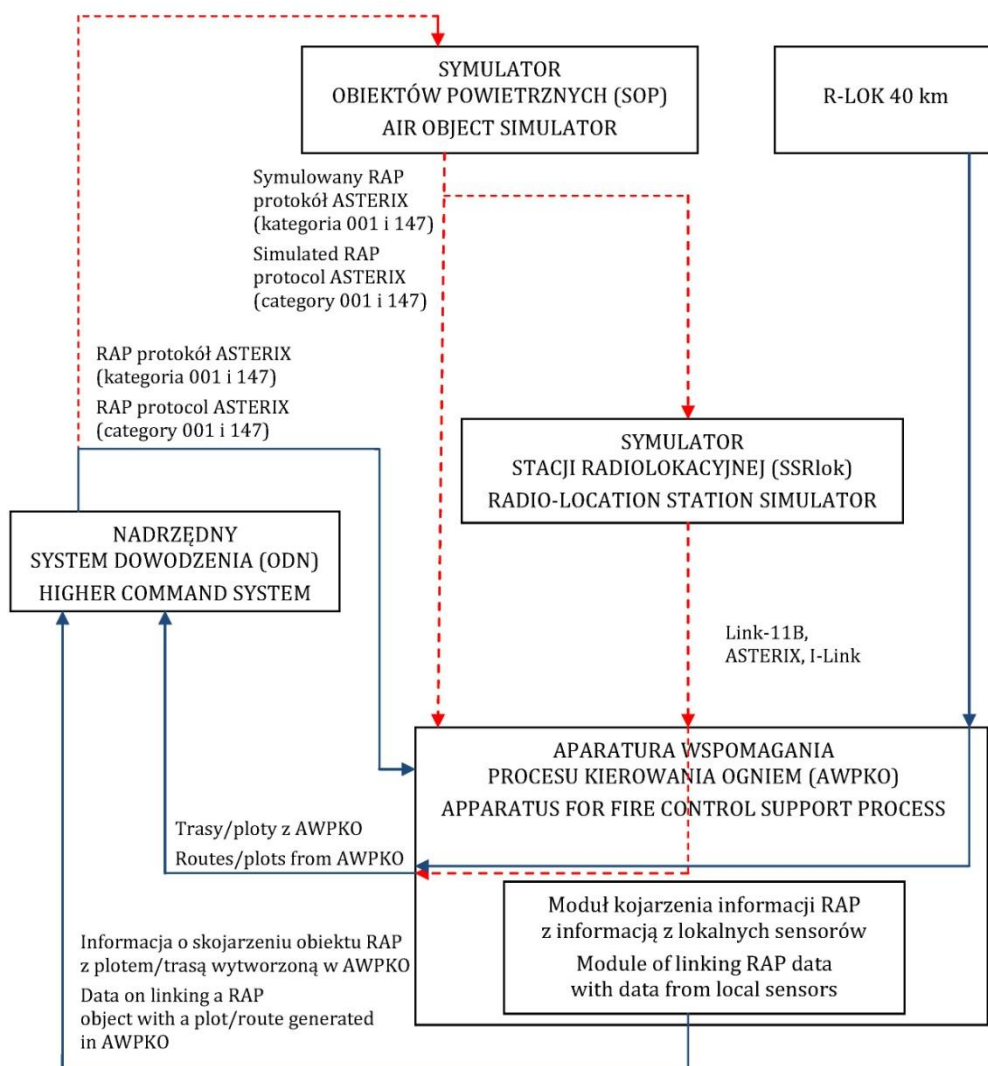 SYMULATOR
OBIEKTÓW POWIETRZNYCH (SOP)
AIR OBJECT SIMULATOR
R-LOK 40 km
Symulowany RAP
protokół ASTERIX
(kategoria 001 i 147)
Simulated RAP
protocol ASTERIX
(category 001 i 147)
RAP protokół ASTERIX
(kategoria 001 i 147)
RAP protocol ASTERIX
(category 001 i 147)
SYMULATOR
STACJI RADIOLOKACYJNEJ (SSRlok)
RADIO-LOCATION STATION SIMULATOR
NADRZĘDNY
SYSTEM DOWODZENIA (ODN)
HIGHER COMMAND SYSTEM
Link-11B,
ASTERIX, I-Link
APARATURA WSPOMAGANIA
PROCESU KIEROWANIA OGNIEM (AWPKO)
APPARATUS FOR FIRE CONTROL SUPPORT PROCESS
Trasy/ploty z AWPKO
Routes/plots from AWPKO
Moduł kojarzenia informacji RAP
z informacją z lokalnych sensorów
Module of linking RAP data
with data from local sensors
Informacja o skojarzeniu obiektu RAP
z plotem/trasą wytworzoną w AWPKO
Data on linking a RAP
object with a plot/route generated
in AWPKO